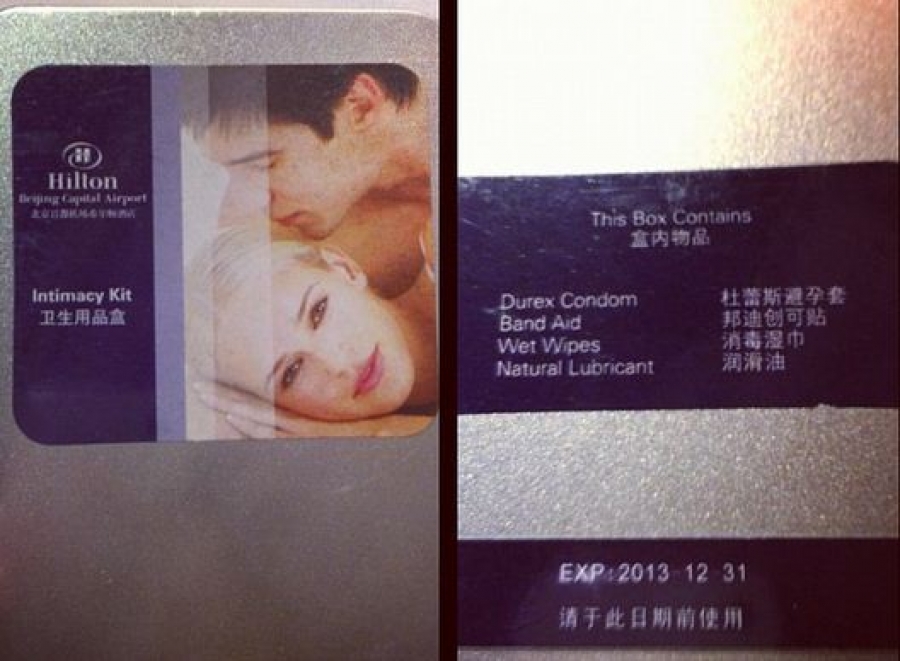 Hilton
Beijing Capital Airport
北京首都机场希尔顿酒店
Intimacy Kit
卫生用品盒
This Box Contains
盒内物品
Durex Condom 杜蕾斯避孕套
Band Aid 邦迪创可贴
Wet Wipes 消毒湿巾
Natural Lubricant 润滑油
EXP:2013 12 31
请于此日期前使用